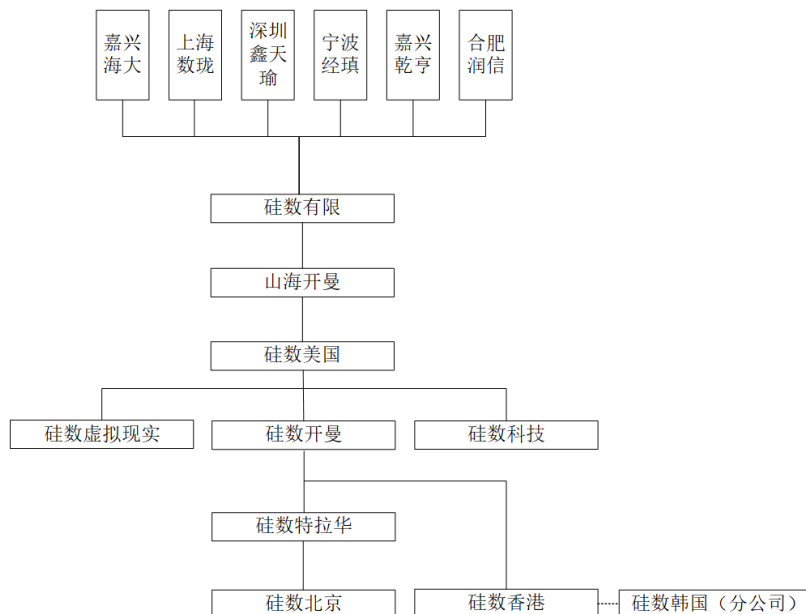 嘉兴
海大
上海
数珑
深圳
鑫天
瑜
宁波
经瑱
嘉兴
乾亨
合肥
润信
硅数有限
山海开曼
硅数美国
硅数虚拟现实
硅数开曼
硅数科技
硅数特拉华
硅数北京
硅数香港
硅数韩国（分公司）